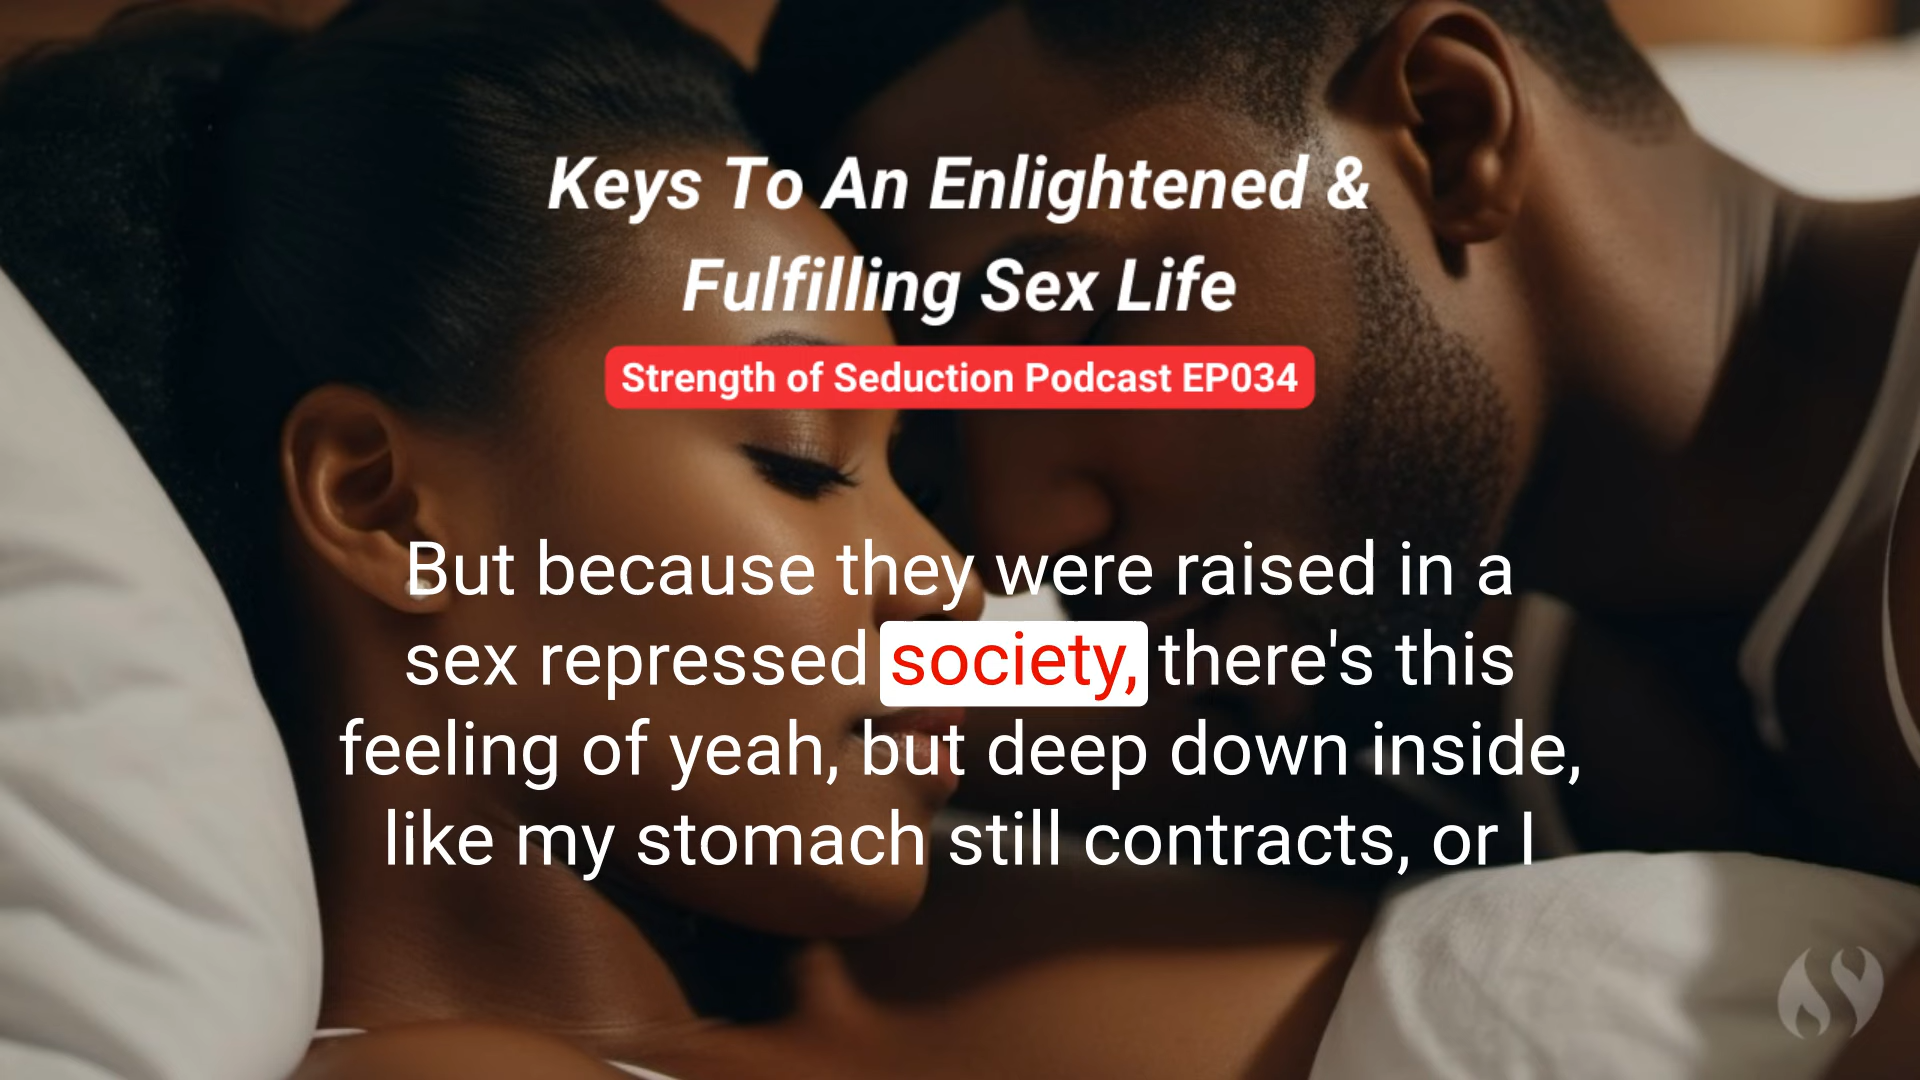 Keys To An Enlightened &
Fulfilling Sex Life
Strength of Seduction Podcast EP034
But because they were raised in a
sex repressed society, there's this
feeling of yeah, but deep down inside,
like my stomach still contracts, or I